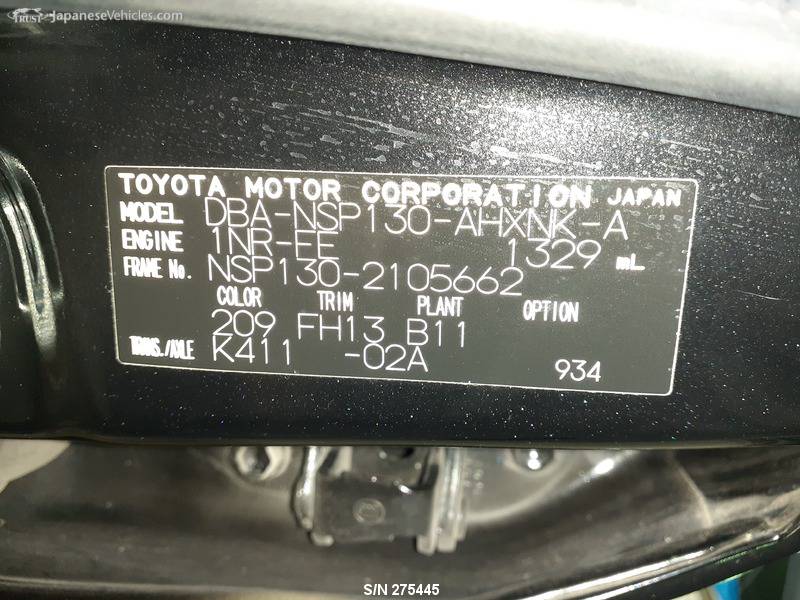 TRUST JapaneseVehicles.com
TOYOTA MOTOR CORPORATION JAPAN
MODEL DBA-NSP130-AHXNK-A
ENGINE 1NR-FE 1329 mL
FRAME No. NSP130-2105662
COLOR TRIM PLANT OPTION
209 FH13 B11
TRANS./AXLE K411 -02A 934
S/N 275445